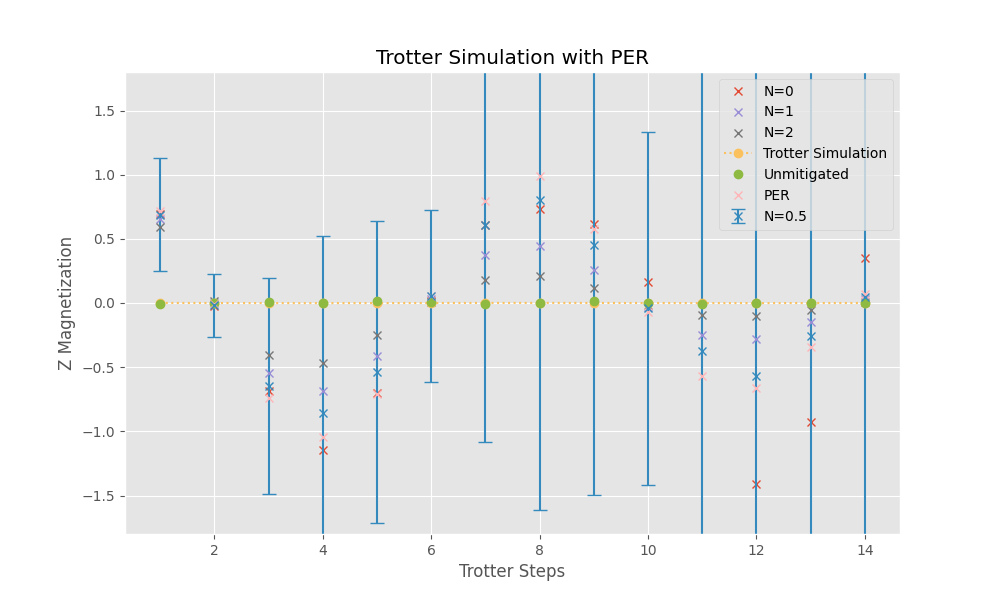 Trotter Simulation with PER
Z Magnetization
1.5
1.0
0.5
0.0
−0.5
−1.0
−1.5
N=0
N=1
N=2
Trotter Simulation
Unmitigated
PER
N=0.5
2 4 6 8 10 12 14
Trotter Steps